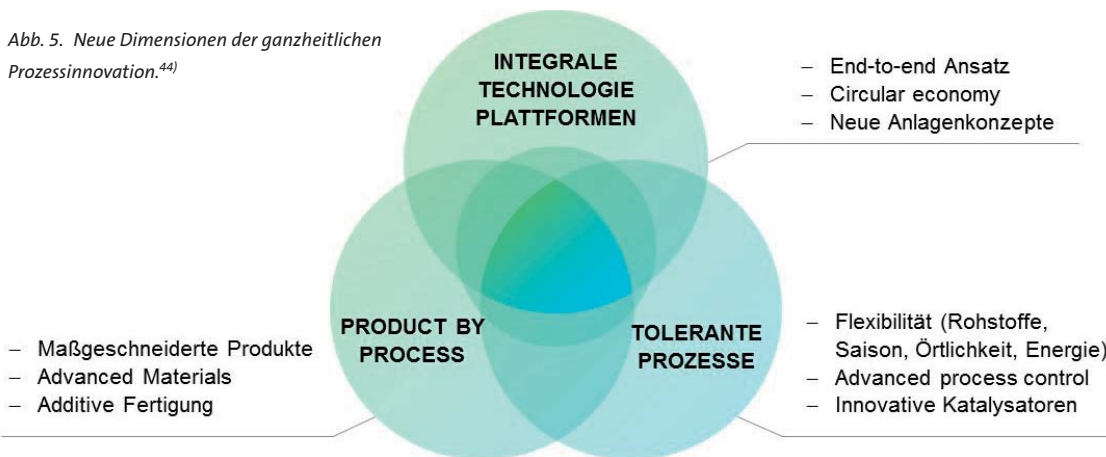 Abb. 5. Neue Dimensionen der ganzheitlichen
Prozessinnovation.44)
INTEGRALE
TECHNOLOGIE
PLATTFORMEN
– End-to-end Ansatz
– Circular economy
– Neue Anlagenkonzepte
PRODUCT BY
PROCESS
– Maßgeschneiderte Produkte
– Advanced Materials
– Additive Fertigung
TOLERANTE
PROZESSE
– Flexibilität (Rohstoffe,
Saison, Örtlichkeit, Energie)
– Advanced process control
– Innovative Katalysatoren